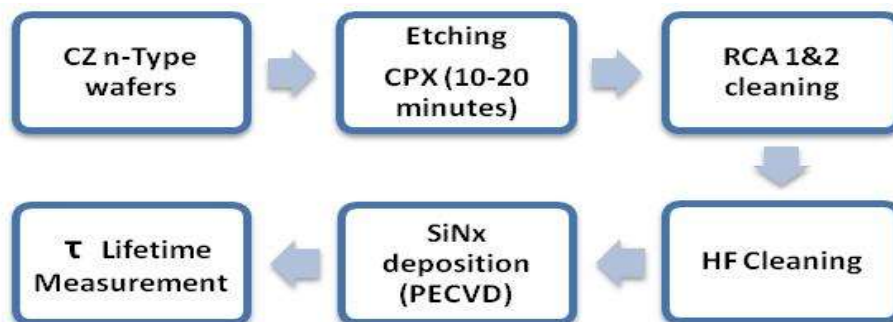 CZ n-Type
wafers
Etching
CPX (10-20
minutes)
RCA 1&2
cleaning
HF Cleaning
SiNx
deposition
(PECVD)
τ Lifetime
Measurement